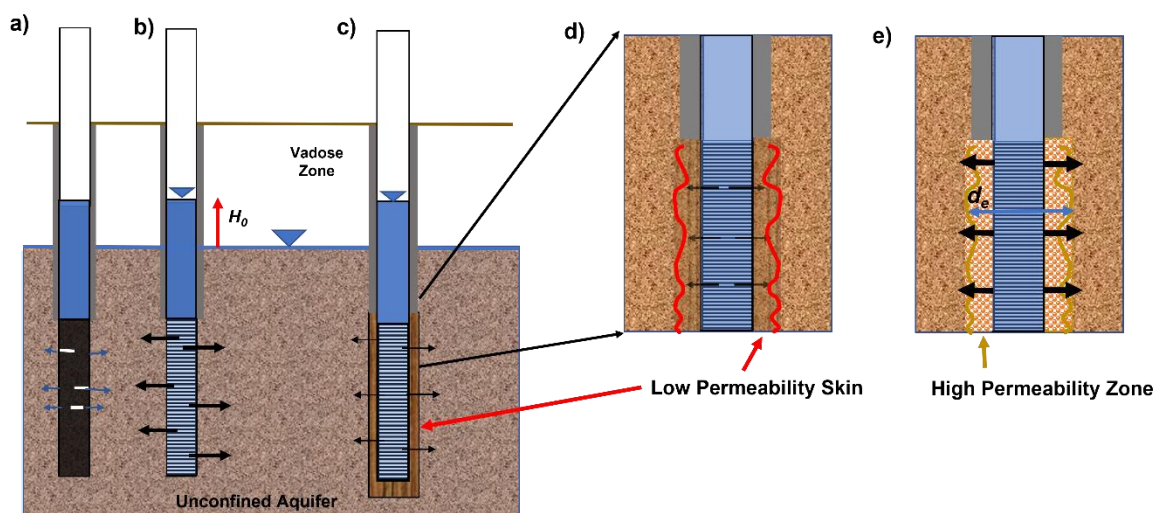 a)
b)
c)
d)
e)
Vadose
Zone
H0
de
Low Permeability Skin
High Permeability Zone
Unconfined Aquifer